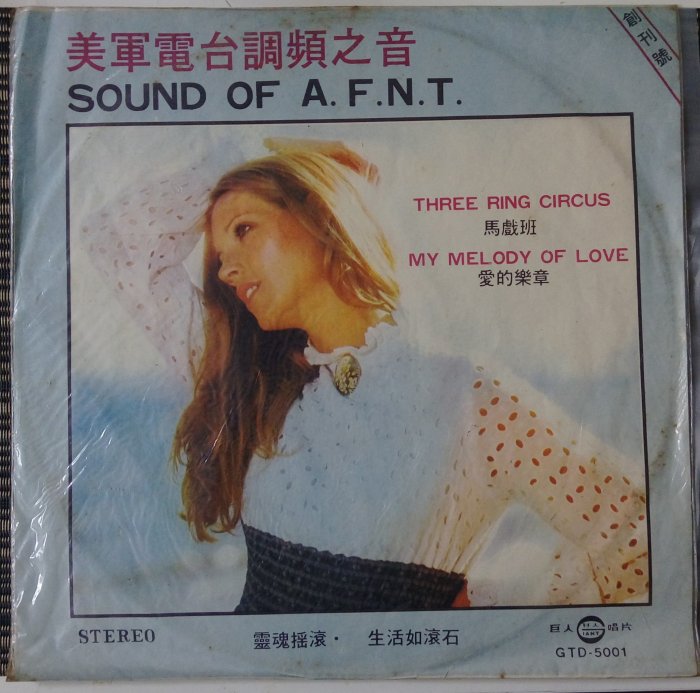 美軍電台調頻之音
創刊號
SOUND OF A.F.N.T.
THREE RING CIRCUS
馬戲班
MY MELODY OF LOVE
愛的樂章
STEREO
靈魂摇滾・ 生活如滾石
巨人 唱片
GTD-5001